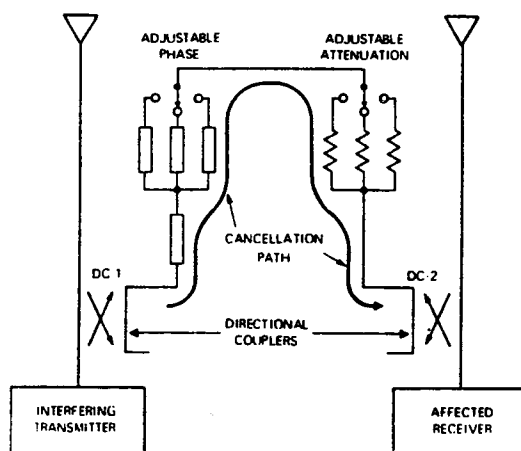 ADJUSTABLE
PHASE
ADJUSTABLE
ATTENUATION
CANCELLATION
PATH
DC-1
DC-2
DIRECTIONAL
COUPLERS
INTERFERING
TRANSMITTER
AFFECTED
RECEIVER